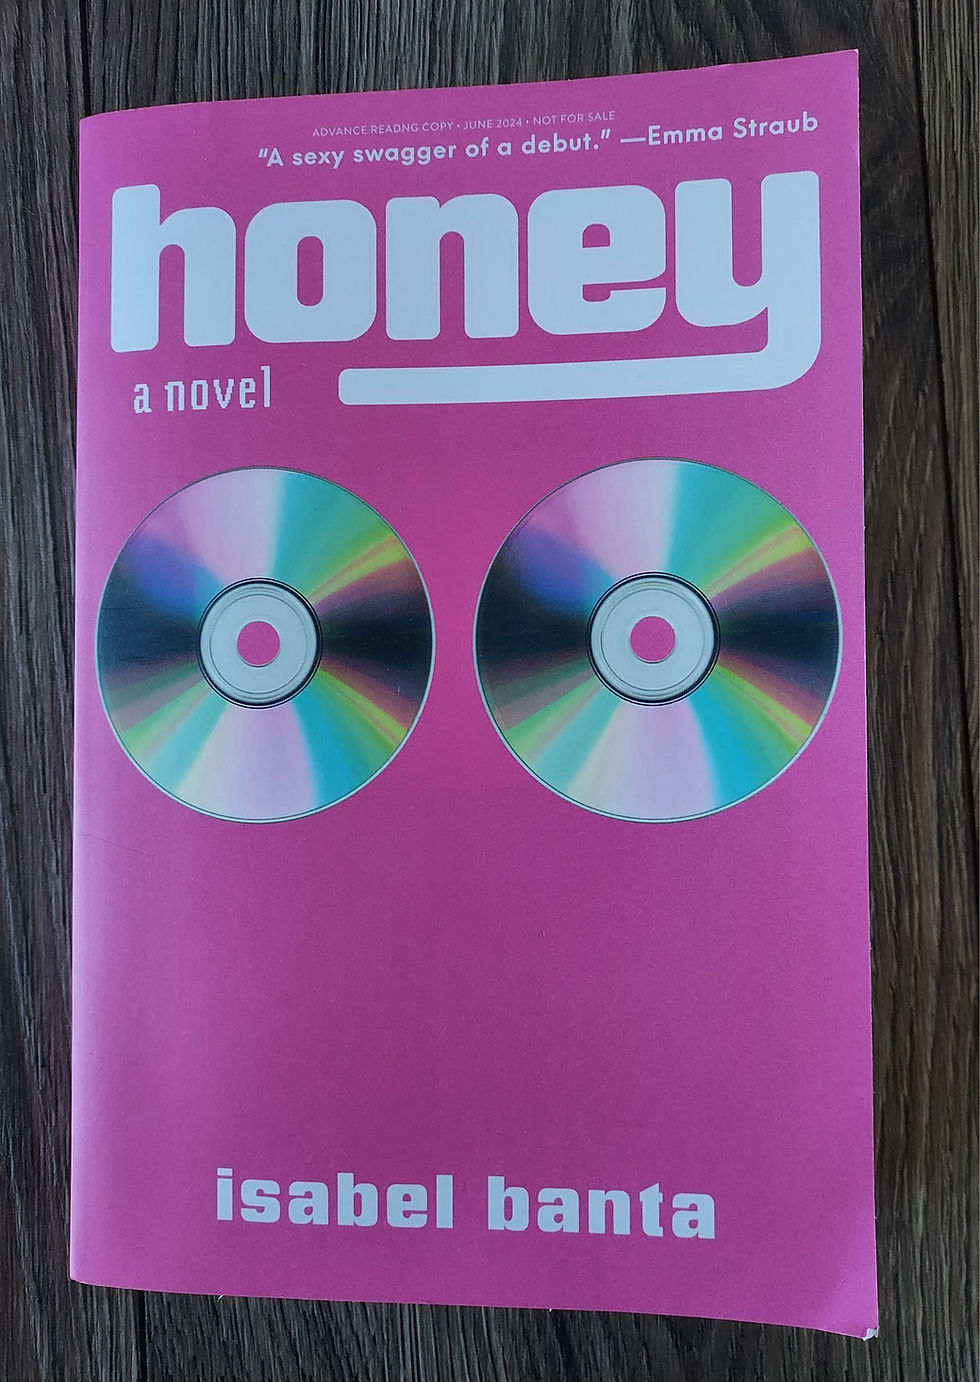 ADVANCE READNG COPY • JUNE 2024 • NOT FOR SALE
“A sexy swagger of a debut.” —Emma Straub
honey
a novel
isabel banta